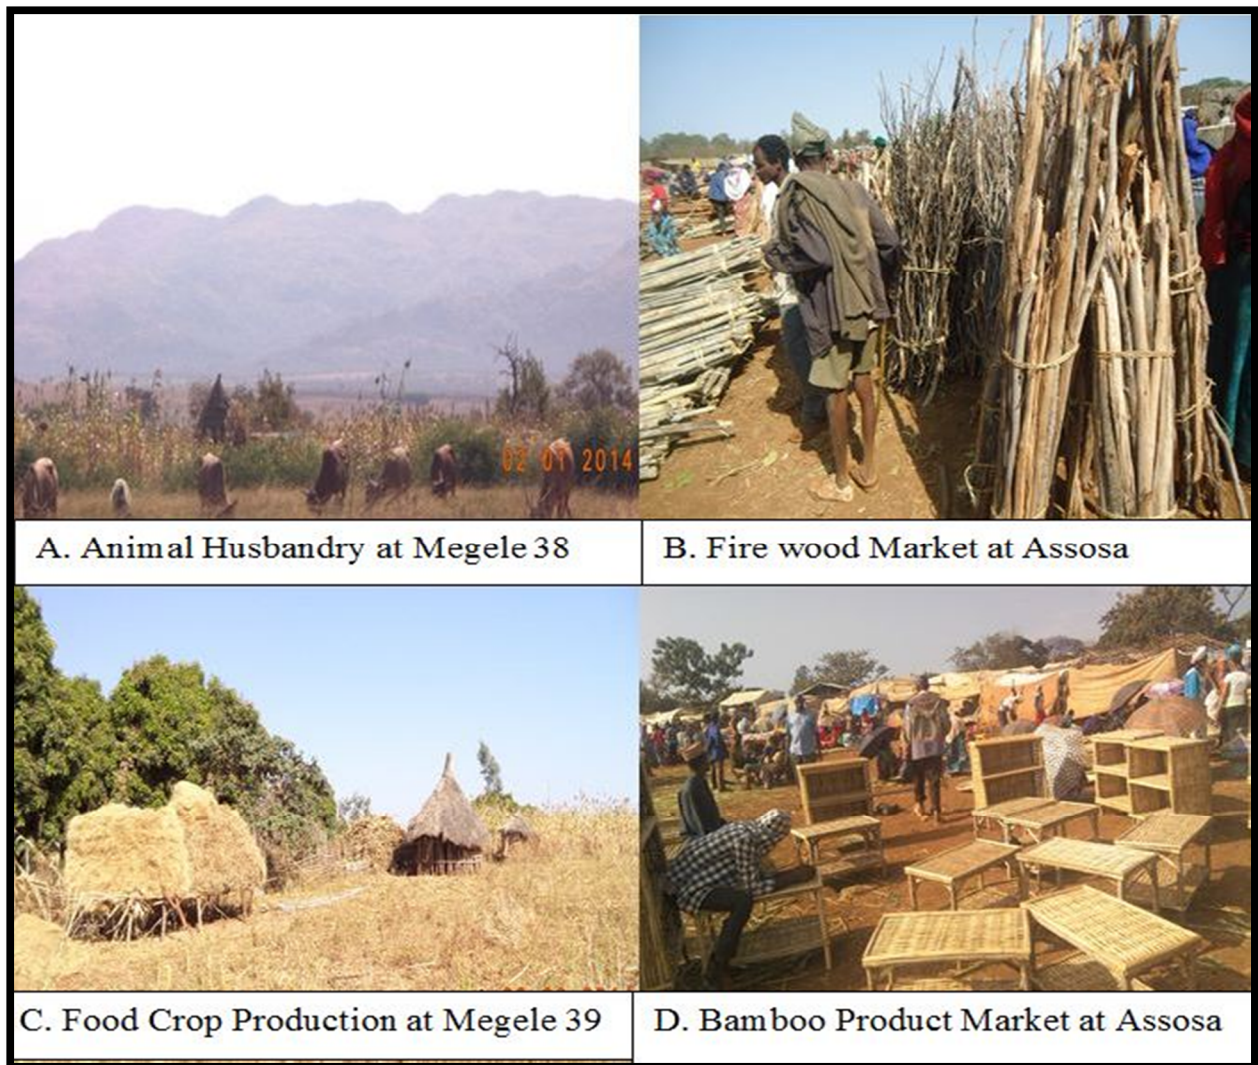 02 01 2014
A. Animal Husbandry at Megele 38
B. Fire wood Market at Assosa
C. Food Crop Production at Megele 39
D. Bamboo Product Market at Assosa